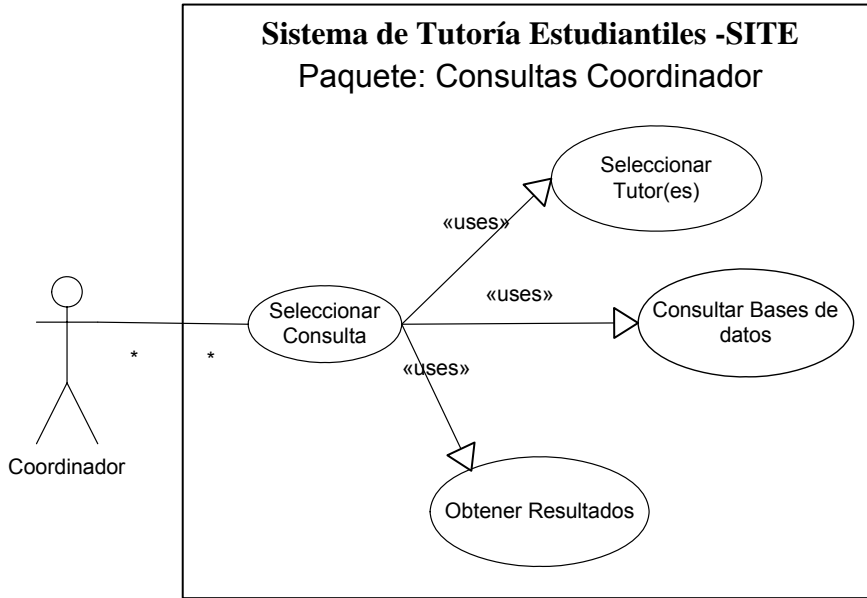 Sistema de Tutoría Estudiantiles -SITE
Paquete: Consultas Coordinador
Seleccionar
Tutor(es)
«uses»
«uses»
Consultar Bases de
datos
Seleccionar
Consulta
*
*
«uses»
Coordinador
Obtener Resultados